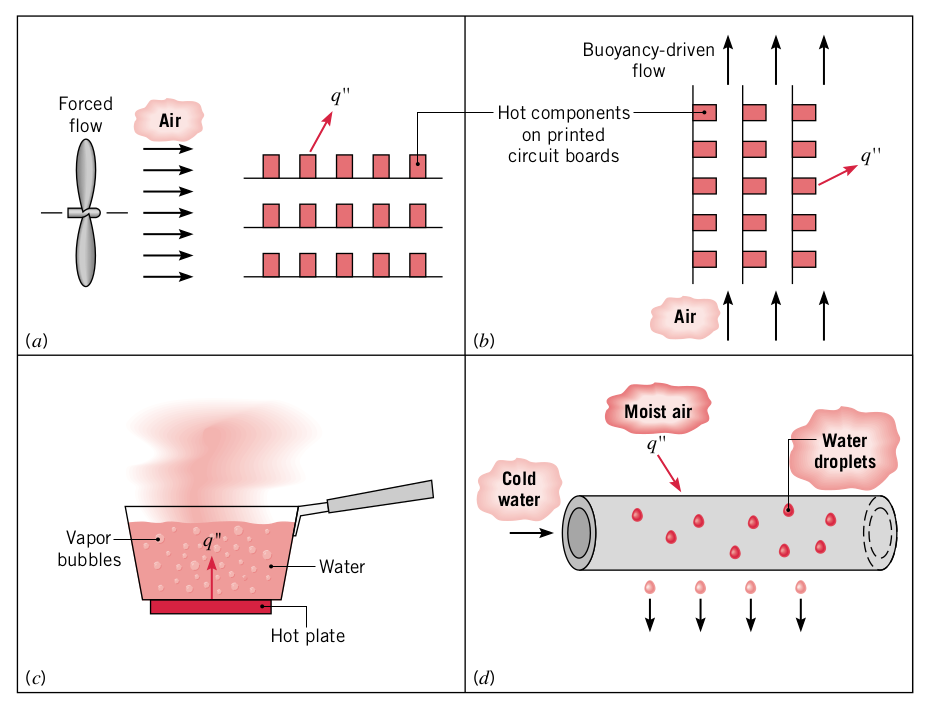 Forced
flow
Air
q"
(a)
Buoyancy-driven
flow
Hot components
on printed
circuit boards
q"
Air
(b)
Vapor
bubbles
q"
Water
Hot plate
(c)
Moist air
q"
Cold
water
Water
droplets
(d)